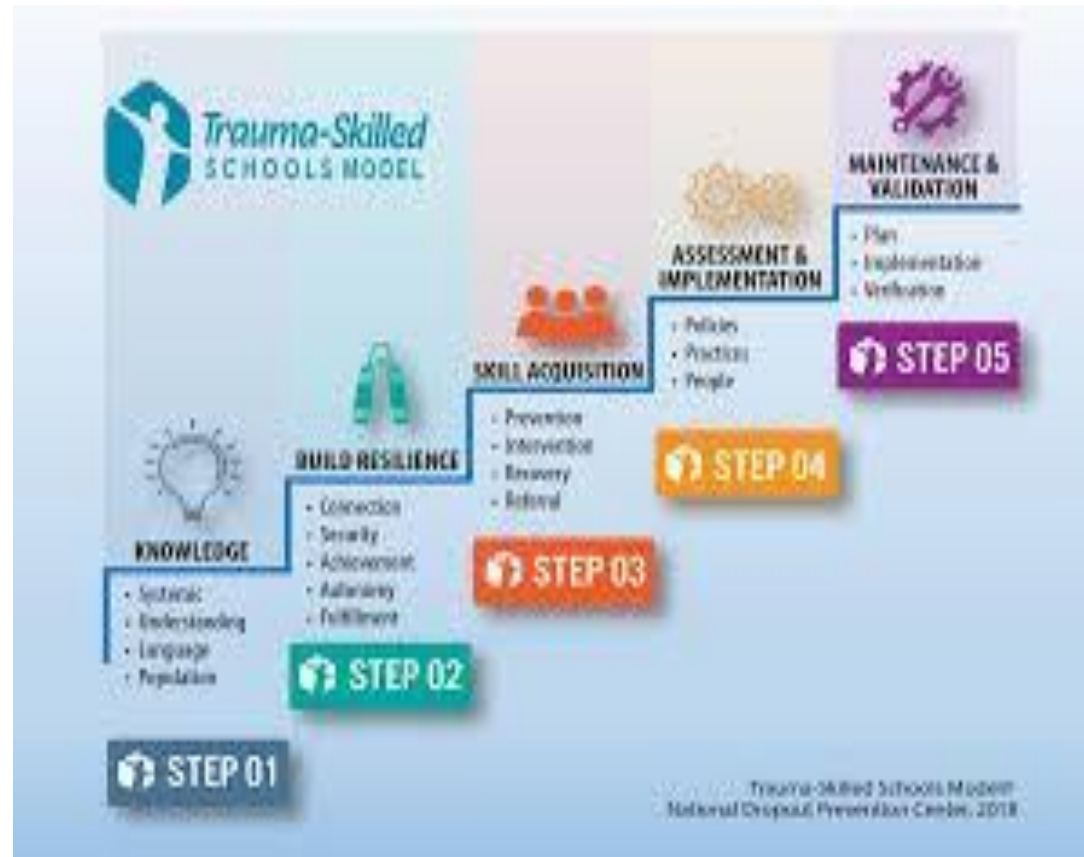 Trauma-Skilled
SCHOOLS MODEL
KNOWLEDGE
• Systemic
• Understanding
• Language
• Population
STEP 01
BUILD RESILIENCE
• Connection
• Security
• Achievement
• Autonomy
• Fulfillment
STEP 02
SKILL ACQUISITION
• Prevention
• Intervention
• Recovery
• Referral
STEP 03
ASSESSMENT &
IMPLEMENTATION
• Policies
• Practices
• People
STEP 04
MAINTENANCE &
VALIDATION
• Plan
• Implementation
• Verification
STEP 05
Trauma-Skilled Schools Model
National Dropout Prevention Center, 2018